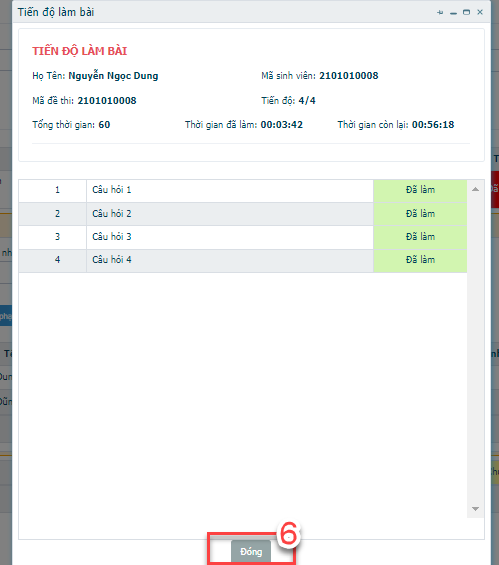 Tiến độ làm bài
TIẾN ĐỘ LÀM BÀI
Họ Tên: Nguyễn Ngọc Dung Mã sinh viên: 2101010008
Mã đề thi: 2101010008 Tiến độ: 4/4
Tổng thời gian: 60 Thời gian đã làm: 00:03:42 Thời gian còn lại: 00:56:18
1 Câu hỏi 1 Đã làm
2 Câu hỏi 2 Đã làm
3 Câu hỏi 3 Đã làm
4 Câu hỏi 4 Đã làm
6
Đóng